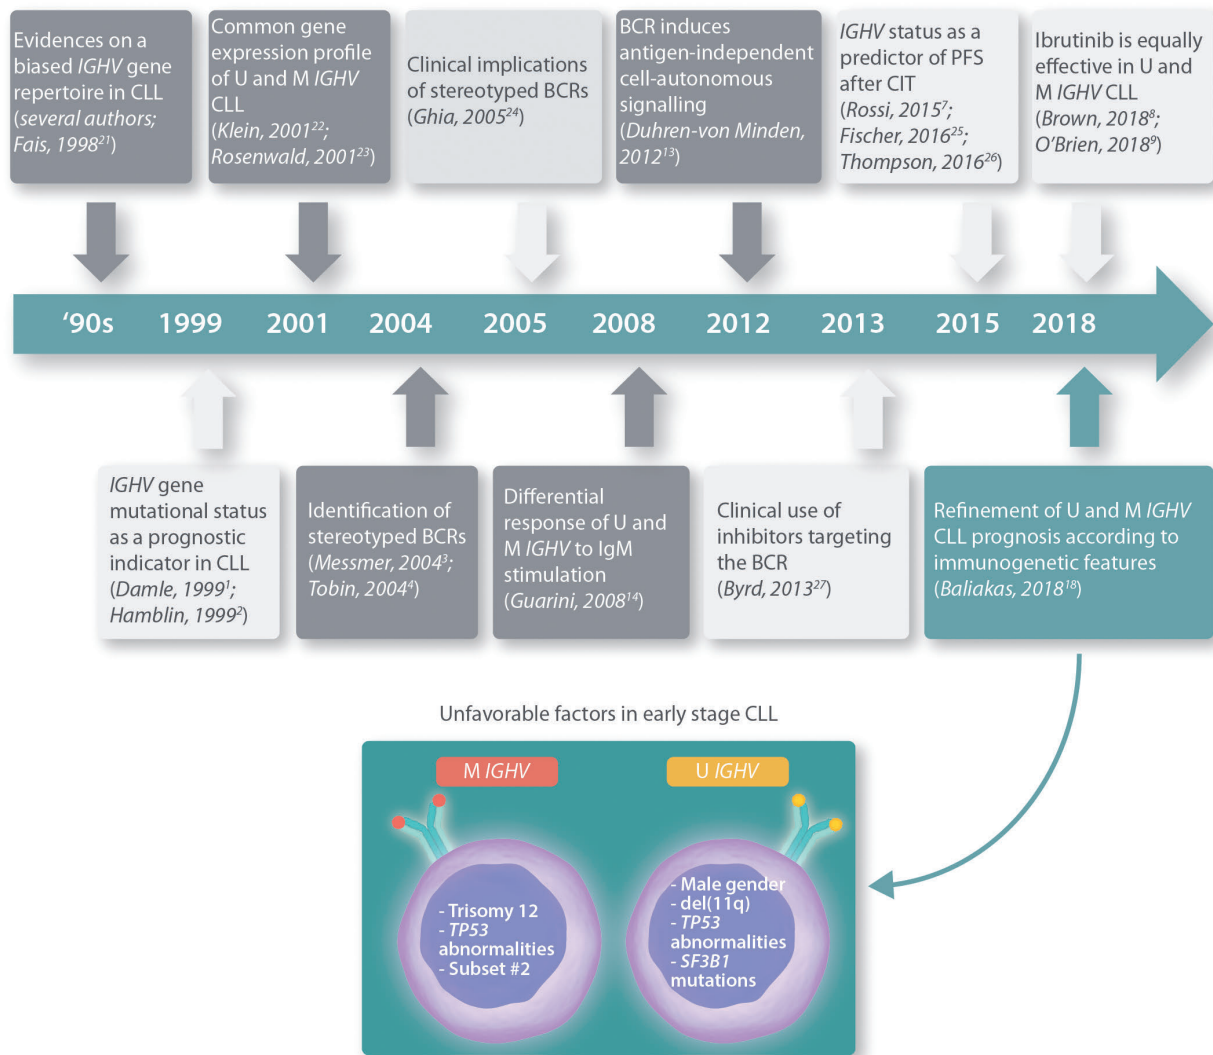 Evidences on a
biased IGHV gene
repertoire in CLL
(several authors;
Fais, 1998²¹)
Common gene
expression profile
of U and M IGHV
CLL
(Klein, 2001²²;
Rosenwald, 2001²³)
Clinical implications
of stereotyped BCRs
(Ghia, 2005²⁴)
BCR induces
antigen-independent
cell-autonomous
signalling
(Duhren-von Minden,
2012¹³)
IGHV status as a
predictor of PFS
after CIT
(Rossi, 2015⁷;
Fischer, 2016²⁵;
Thompson, 2016²⁶)
Ibrutinib is equally
effective in U and
M IGHV CLL
(Brown, 2018⁸;
O’Brien, 2018⁹)
‘90s 1999 2001 2004 2005 2008 2012 2013 2015 2018
IGHV gene
mutational status
as a prognostic
indicator in CLL
(Damle, 1999¹;
Hamblin, 1999²)
Identification of
stereotyped BCRs
(Messmer, 2004³;
Tobin, 2004⁴)
Differential
response of U and
M IGHV to IgM
stimulation
(Guarini, 2008¹⁴)
Clinical use of
inhibitors targeting
the BCR
(Byrd, 2013²⁷)
Refinement of U and M IGHV
CLL prognosis according to
immunogenetic features
(Baliakas, 2018¹⁸)
Unfavorable factors in early stage CLL
M IGHV
- Trisomy 12
- TP53
abnormalities
- Subset #2
U IGHV
- Male gender
- del(11q)
- TP53
abnormalities
- SF3B1
mutations